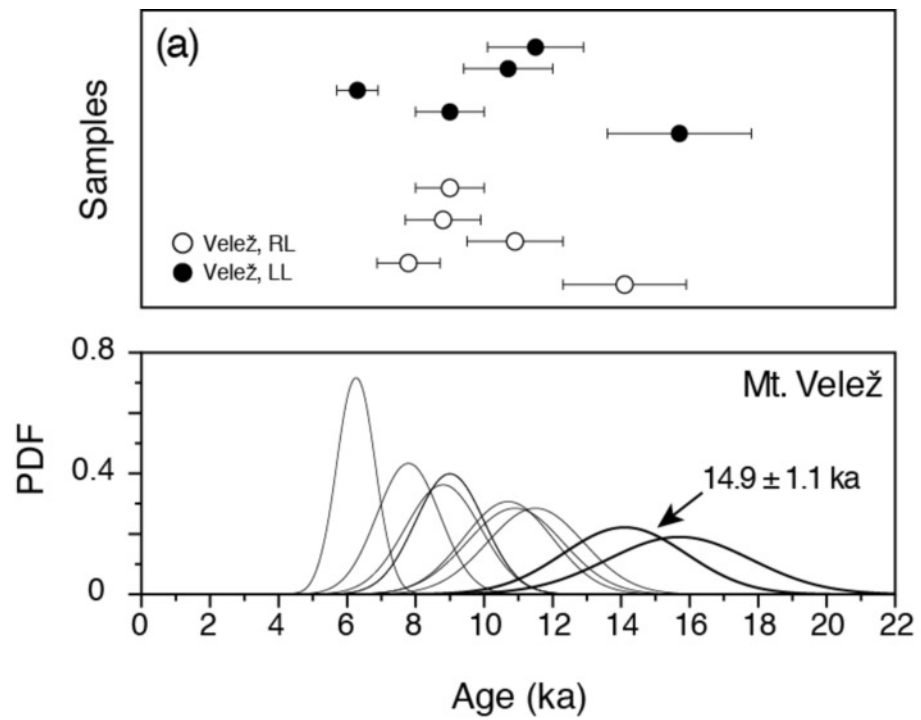 (a)
Samples
Velež, RL
Velež, LL
0.8
0.4
0
PDF
Mt. Velež
14.9 ± 1.1 ka
0 2 4 6 8 10 12 14 16 18 20 22
Age (ka)